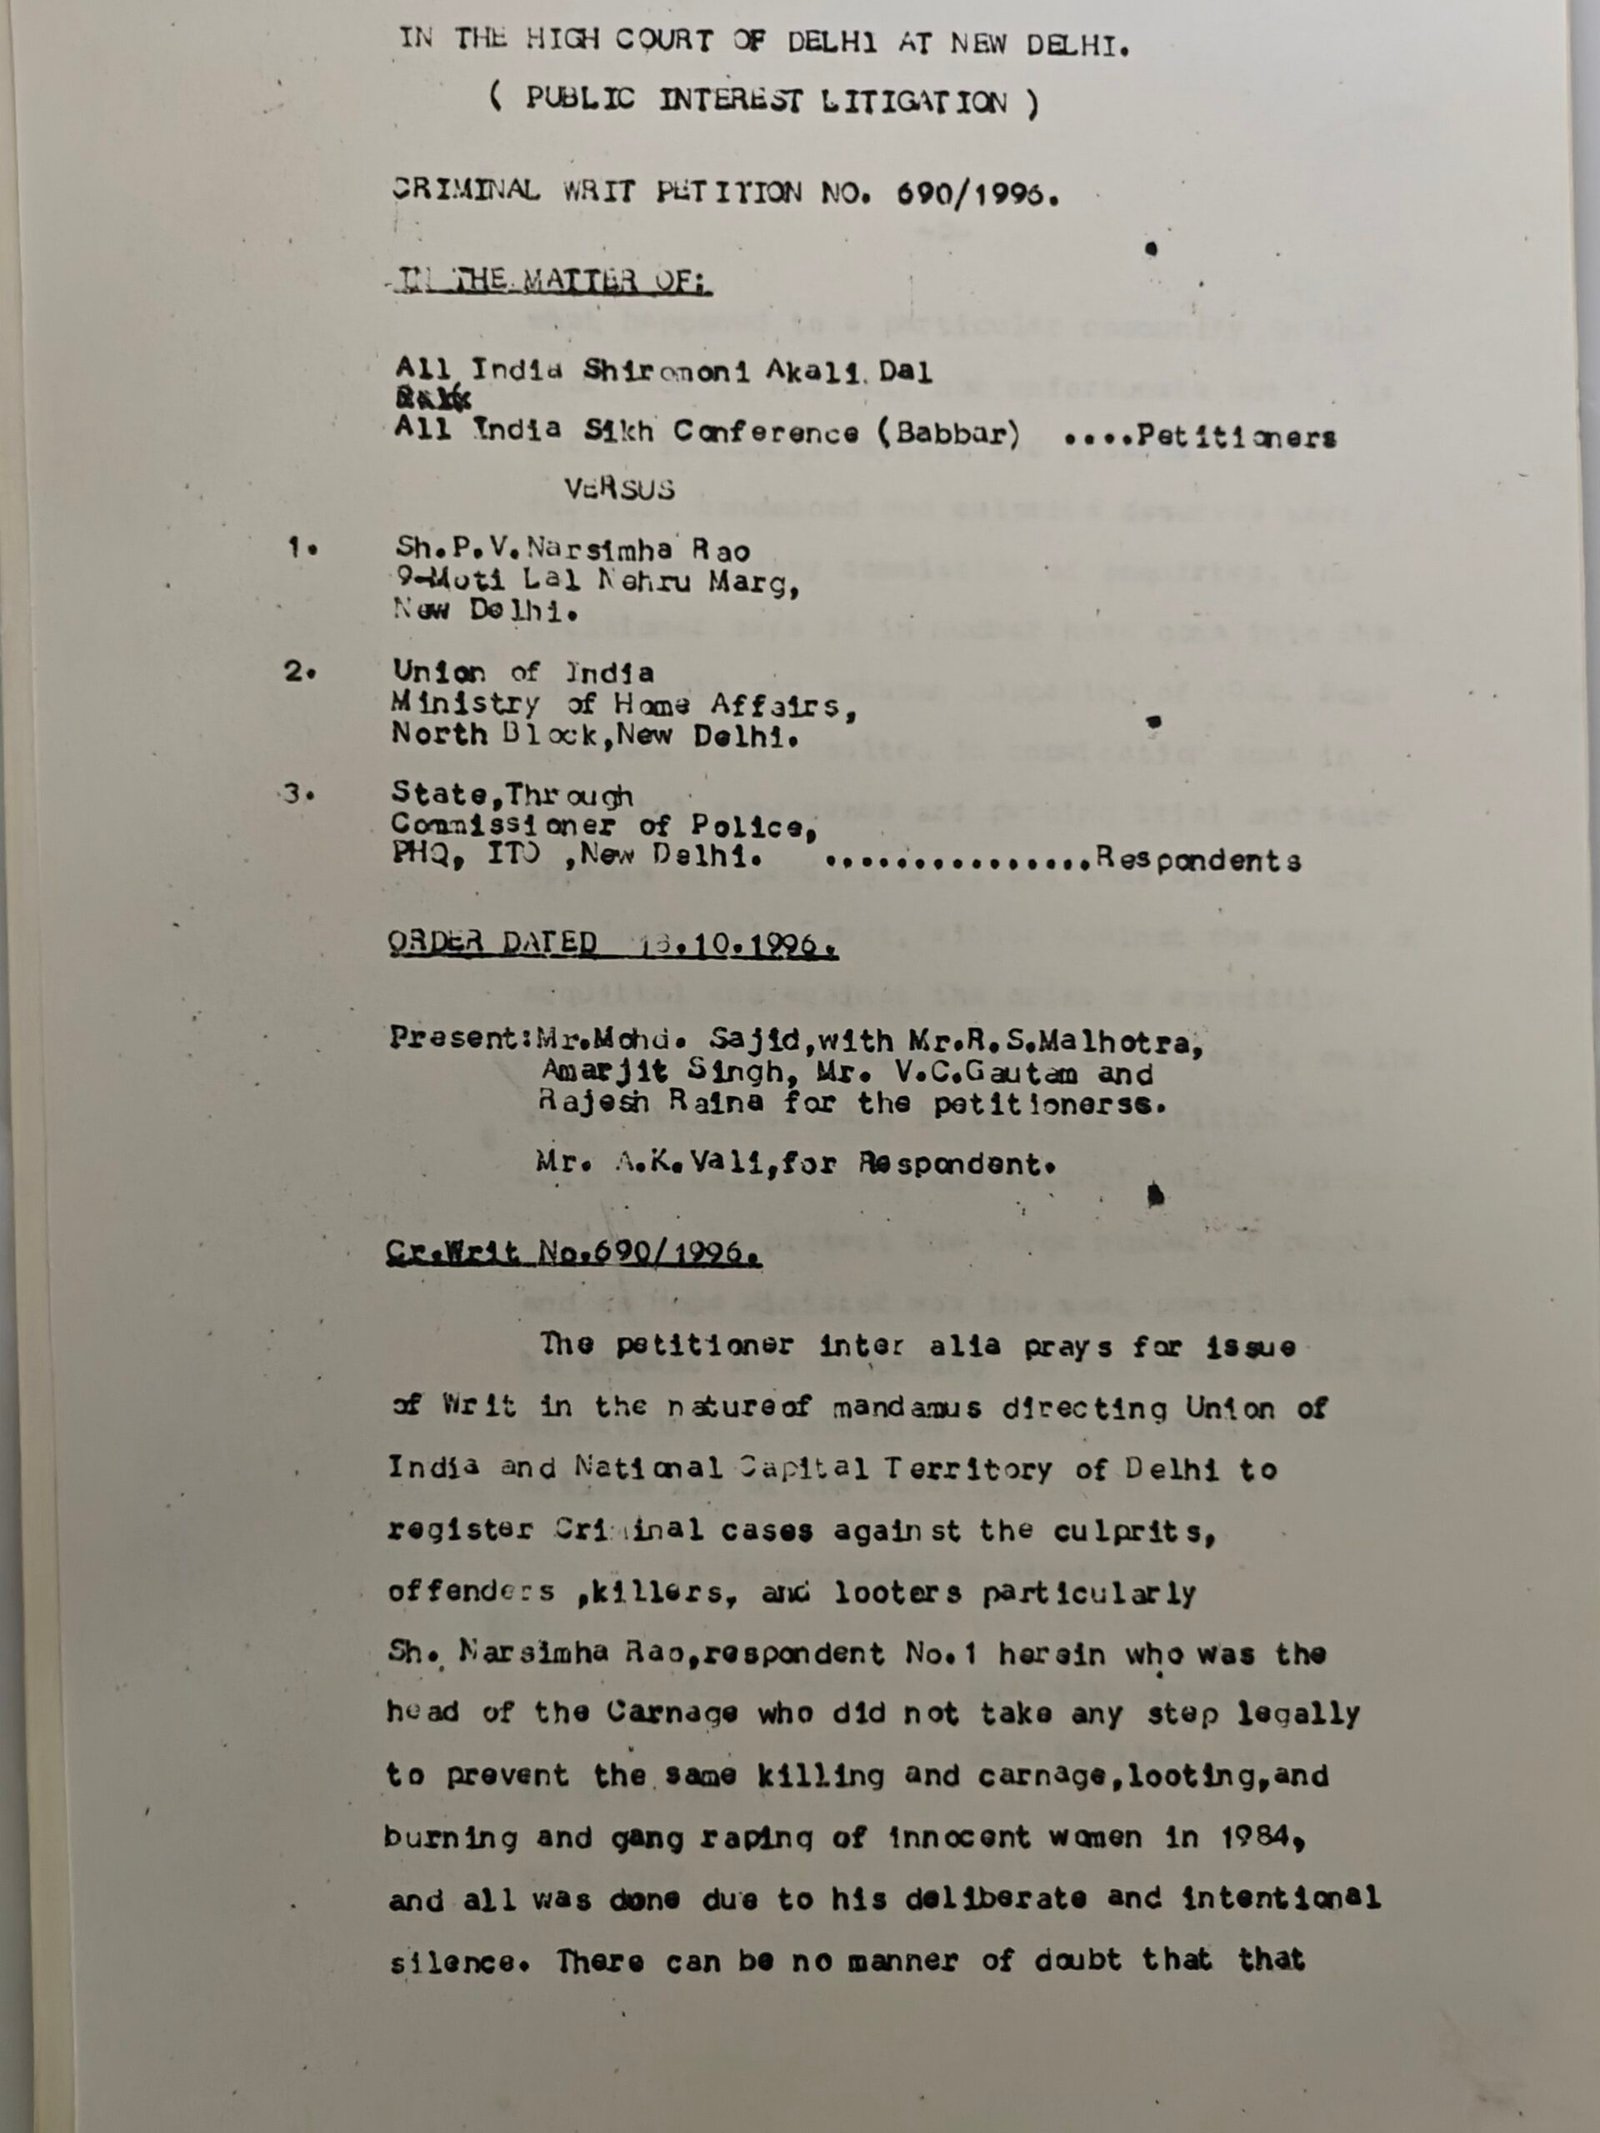 IN THE HIGH COURT OF DELHI AT NEW DELHI.
( PUBLIC INTEREST LITIGATION )
CRIMINAL WRIT PETITION NO. 690/1996.
IN THE MATTER OF:
All India Shiromoni Akali Dal
All India Sikh Conference (Babbar) ....Petitioners
VERSUS
1. Sh.P.V.Narsimha Rao
9-Moti Lal Nehru Marg,
New Delhi.
2. Union of India
Ministry of Home Affairs,
North Block,New Delhi.
3. State,Through
Commissioner of Police,
PHQ, ITO ,New Delhi. ...............Respondents
ORDER DATED .10.1996.
Present:Mr.Mohd. Sajid,with Mr.R.S.Malhotra,
Amarjit Singh, Mr. V.C.Gautam and
Rajesh Raina for the petitionerss.
Mr. A.K.Vali,for Respondent.
Cr.Writ No.690/1996.
The petitioner inter alia prays for issue
of Writ in the natureof mandamus directing Union of
India and National Capital Territory of Delhi to
register Criminal cases against the culprits,
offenders ,killers, and looters particularly
Sh. Narsimha Rao,respondent No.1 herein who was the
head of the Carnage who did not take any step legally
to prevent the same killing and carnage,looting,and
burning and gang raping of innocent women in 1984,
and all was done due to his deliberate and intentional
silence. There can be no manner of doubt that that